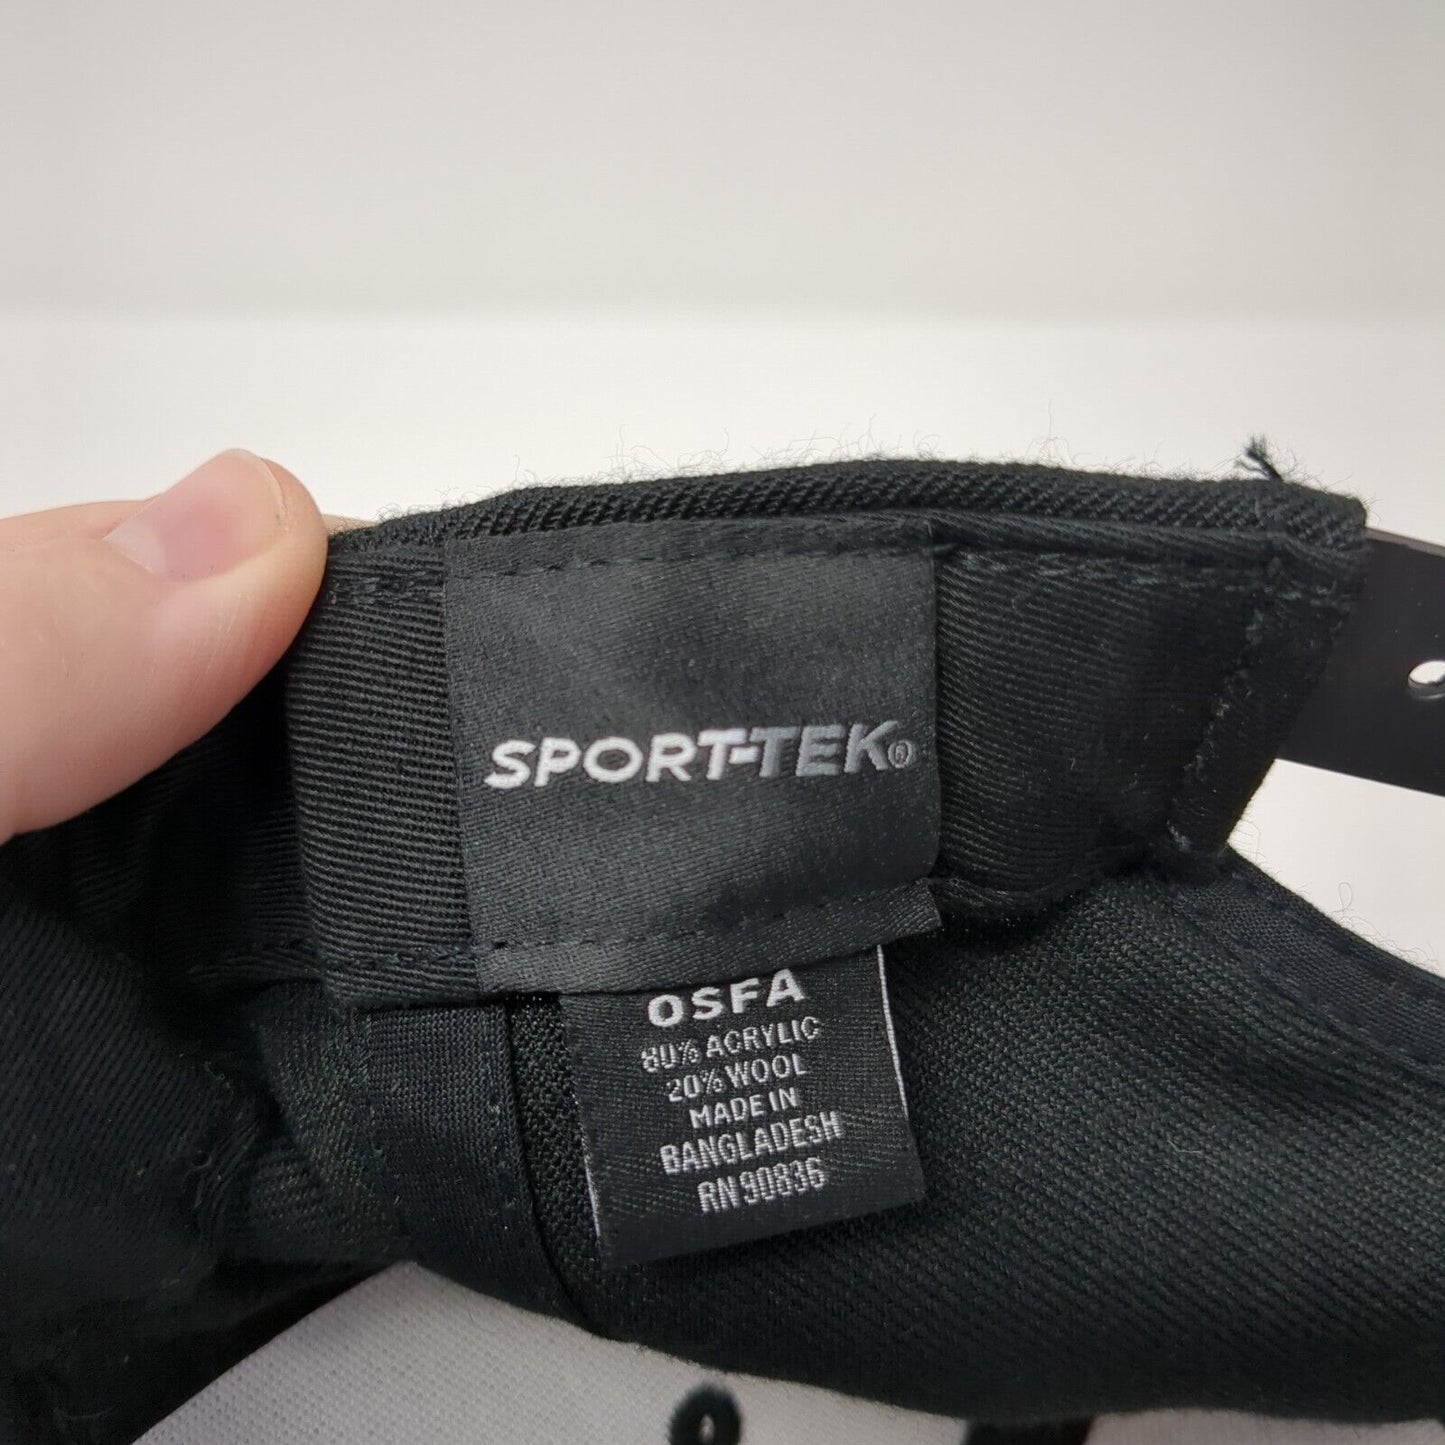 SPORT-TEK®
OSFA
80% ACRYLIC
20% WOOL
MADE IN
BANGLADESH
RN 90836